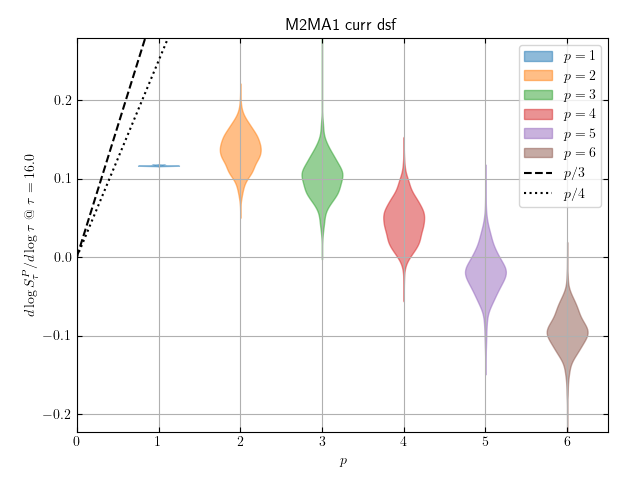 M2MA1 curr dsf
d log S_τ^P / d log τ @ τ = 16.0
0.2
0.1
0.0
−0.1
−0.2
0 1 2 3 4 5 6
p
p = 1
p = 2
p = 3
p = 4
p = 5
p = 6
p/3
p/4